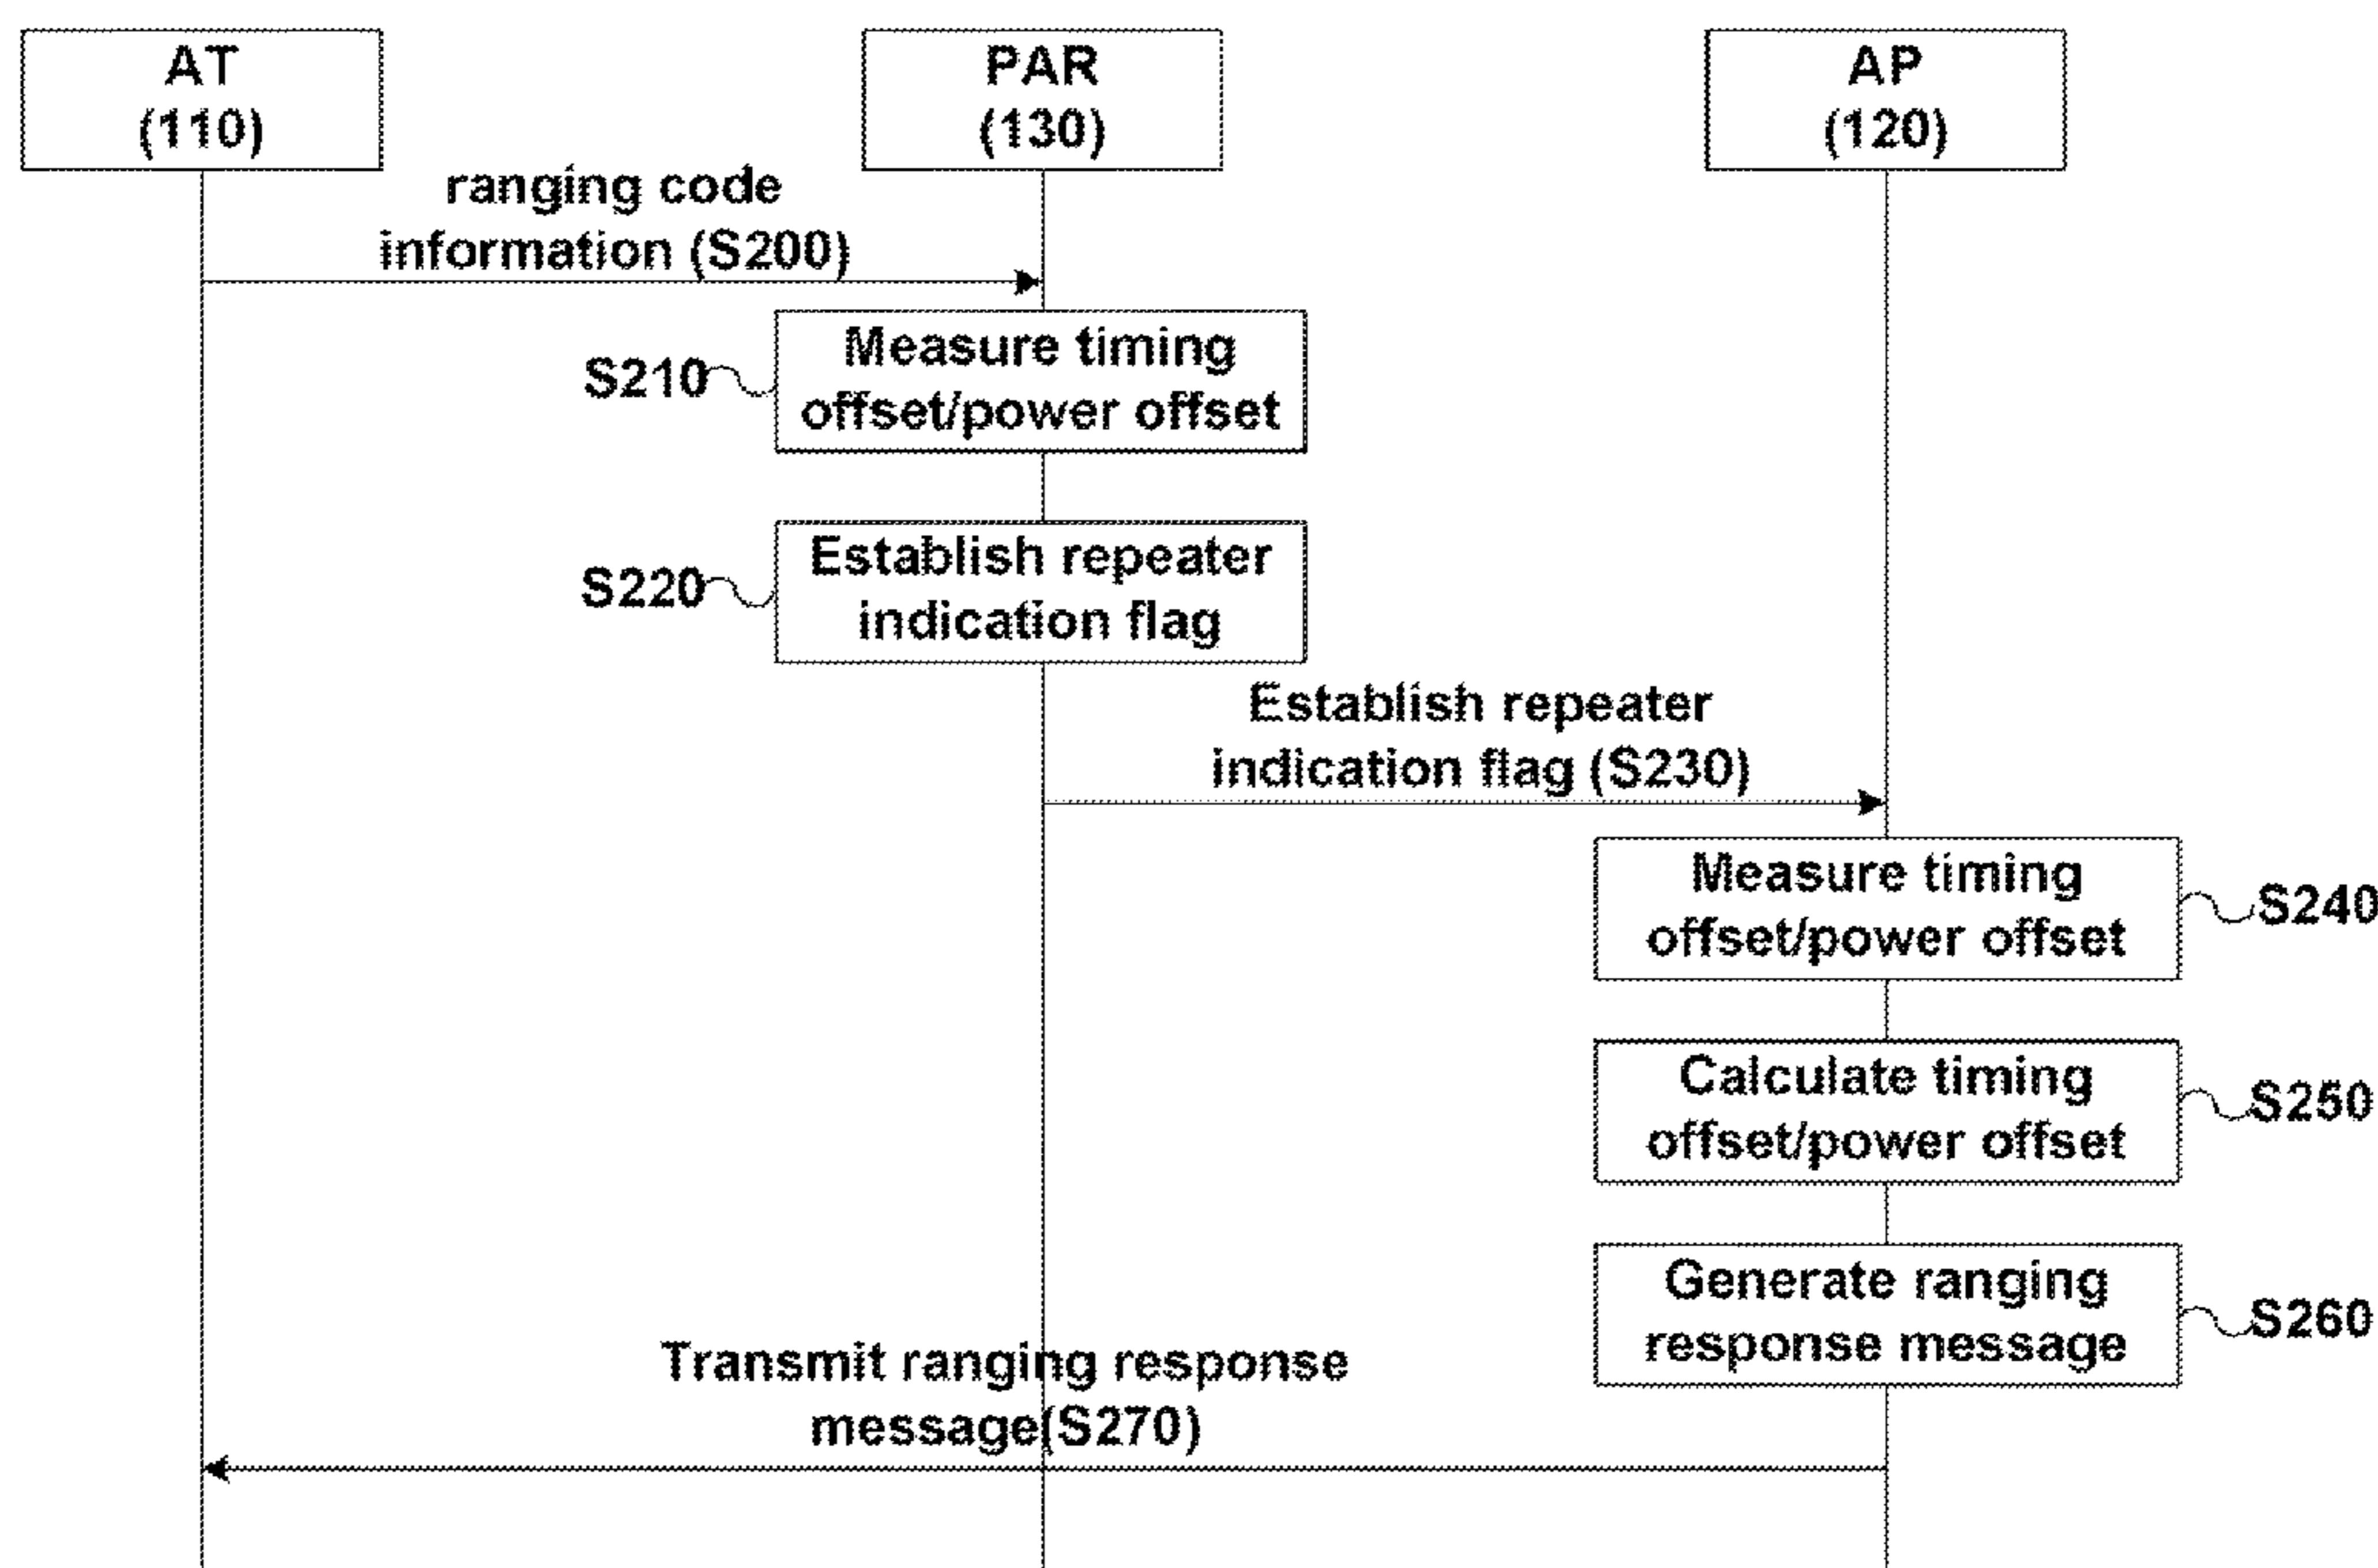 AT
(110)
PAR
(130)
AP
(120)
ranging code
information (S200)
S210
Measure timing
offset/power offset
S220
Establish repeater
indication flag
Establish repeater
indication flag (S230)
Measure timing
offset/power offset
S240
Calculate timing
offset/power offset
S250
Generate ranging
response message
S260
Transmit ranging response
message(S270)